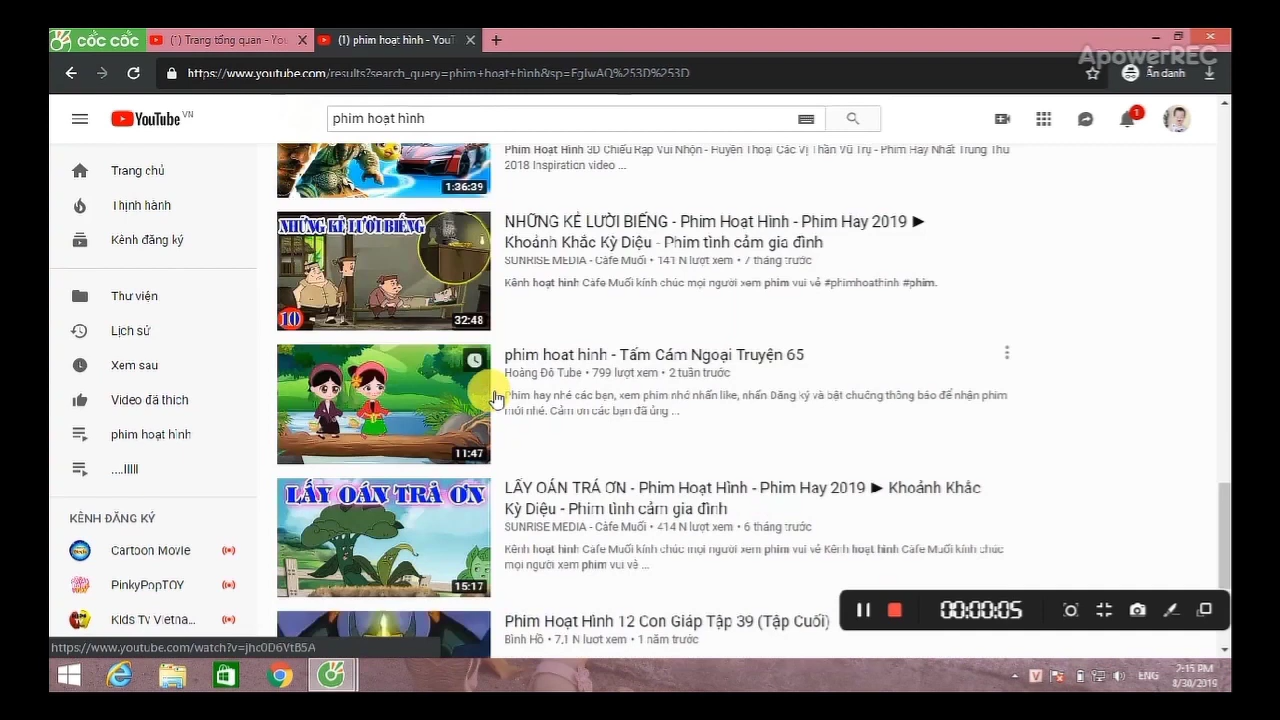 CỐC CỐC
(1) Trang tổng quan - You
(1) phim hoạt hình - YouT
ApowerREC
https://www.youtube.com/results?search_query=phim+hoạt+hình&sp=EgIwAQ%253D%253D
Ẩn danh
YouTube VN
phim hoạt hình
1
Trang chủ
Thịnh hành
Kênh đăng ký
Thư viện
Lịch sử
Xem sau
Video đã thích
phim hoạt hình
....lllll
KÊNH ĐĂNG KÝ
Cartoon Movie
PinkyPopTOY
Kids Tv Vietna...
Phim Hoạt Hình 3D Chiếu Rạp Vui Nhộn - Huyền Thoại Các Vị Thần Vũ Trụ - Phim Hay Nhất Trung Thu
2018 Inspiration video ...
1:36:39
NHỮNG KẺ LƯỜI BIẾNG
10
32:48
NHỮNG KẺ LƯỜI BIẾNG - Phim Hoạt Hình - Phim Hay 2019 ►
Khoảnh Khắc Kỳ Diệu - Phim tình cảm gia đình
SUNRISE MEDIA - Cafe Muối • 141 N lượt xem • 7 tháng trước
Kênh hoạt hình Cafe Muối kính chúc mọi người xem phim vui vẻ #phimhoathinh #phim.
11:47
phim hoat hinh - Tấm Cám Ngoại Truyện 65
Hoàng Đô Tube • 799 lượt xem • 2 tuần trước
Phim hay nhé các bạn, xem phim nhớ nhấn like, nhấn Đăng ký và bật chuông thông báo để nhận phim
mới nhé. Cảm ơn các bạn đã ủng ...
LẤY OÁN TRẢ ƠN
15:17
LẤY OÁN TRẢ ƠN - Phim Hoạt Hình - Phim Hay 2019 ► Khoảnh Khắc
Kỳ Diệu - Phim tình cảm gia đình
SUNRISE MEDIA - Cafe Muối • 414 N lượt xem • 6 tháng trước
Kênh hoạt hình Cafe Muối kính chúc mọi người xem phim vui vẻ Kênh hoạt hình Cafe Muối kính chúc
mọi người xem phim vui vẻ ...
Phim Hoạt Hình 12 Con Giáp Tập 39 (Tập Cuối)
Bình Hồ • 7,1 N lượt xem • 1 năm trước
00:00:05
https://www.youtube.com/watch?v=jhc0D6VtB5A
V
ENG
2:15 PM
8/30/2019